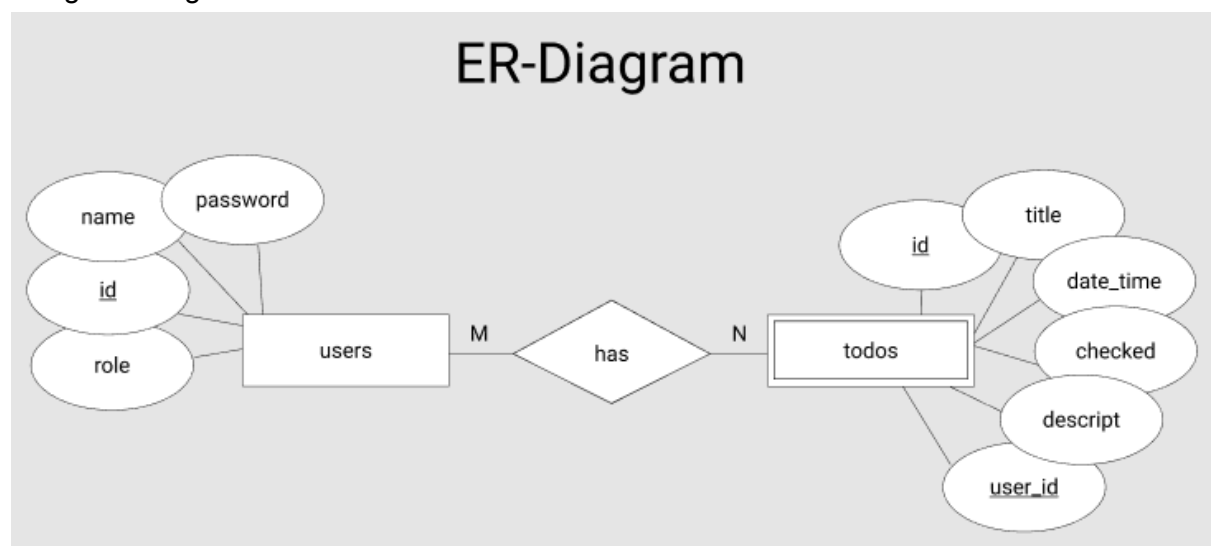 ER-Diagram
name
password
id
role
users
M
has
N
todos
id
title
date_time
checked
descript
user_id